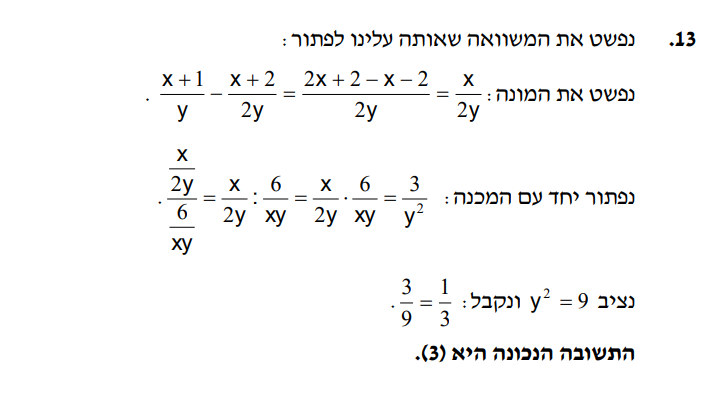 13. נפשט את המשוואה שאותה עלינו לפתור:
נפשט את המונה: \frac{x+1}{y} - \frac{x+2}{2y} = \frac{2x+2-x-2}{2y} = \frac{x}{2y} .
נפתור יחד עם המכנה: \frac{\frac{x}{2y}}{\frac{6}{xy}} = \frac{x}{2y} : \frac{6}{xy} = \frac{x}{2y} \cdot \frac{6}{xy} = \frac{3}{y^2} .
נציב y^2 = 9 ונקבל: \frac{3}{9} = \frac{1}{3} .
התשובה הנכונה היא (3).